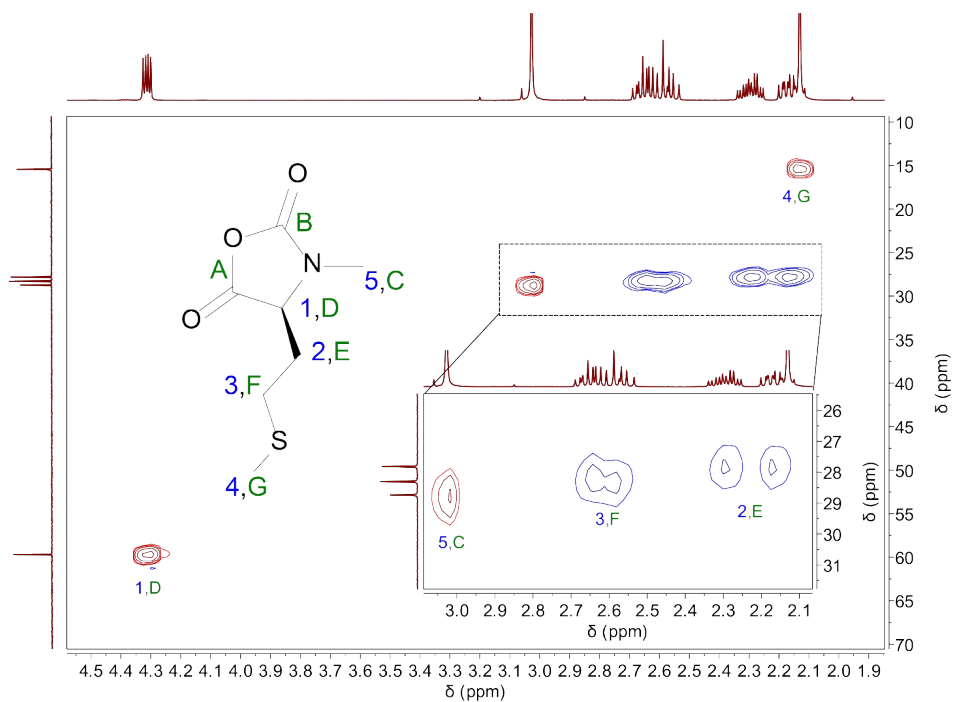 10
15
20
25
30
35
40
45
50
55
60
65
70
δ (ppm)
4,G
O
B
O
N
A
5,C
O
1,D
2,E
3,F
S
4,G
26
27
28
29
30
31
δ (ppm)
5,C
3,F
2,E
3.0 2.9 2.8 2.7 2.6 2.5 2.4 2.3 2.2 2.1
δ (ppm)
1,D
4.5 4.4 4.3 4.2 4.1 4.0 3.9 3.8 3.7 3.6 3.5 3.4 3.3 3.2 3.1 3.0 2.9 2.8 2.7 2.6 2.5 2.4 2.3 2.2 2.1 2.0 1.9
δ (ppm)